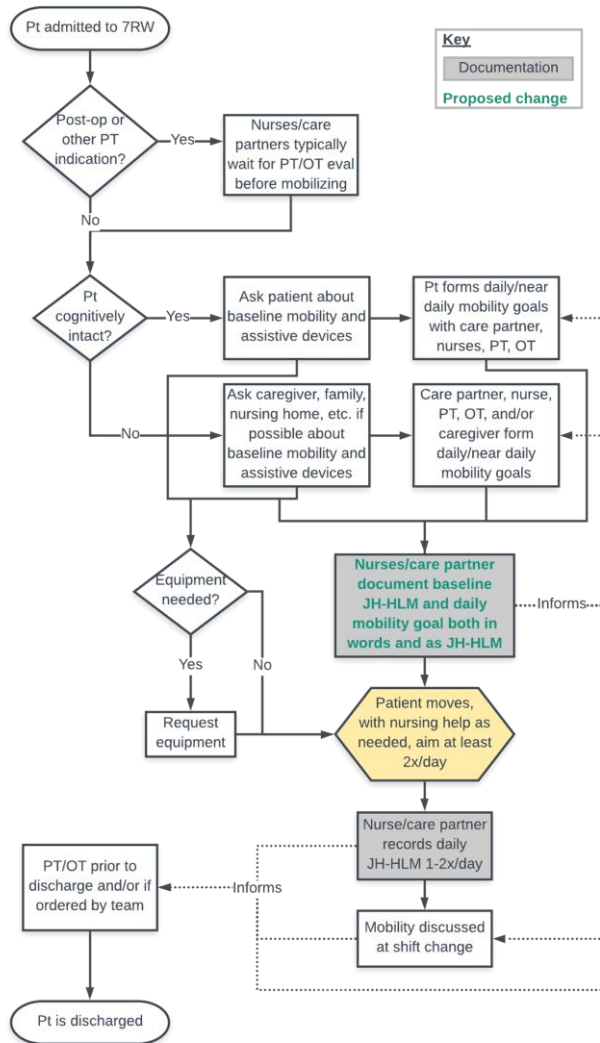 Pt admitted to 7RW
Key
Documentation
Proposed change
Post-op or
other PT
indication?
Yes
Nurses/care
partners typically
wait for PT/OT eval
before mobilizing
No
Pt
cognitively
intact?
Yes
Ask patient about
baseline mobility and
assistive devices
Pt forms daily/near
daily mobility goals
with care partner,
nurses, PT, OT
No
Ask caregiver, family,
nursing home, etc. if
possible about
baseline mobility and
assistive devices
Care partner, nurse,
PT, OT, and/or
caregiver form
daily/near daily
mobility goals
Equipment
needed?
Nurses/care partner
document baseline
JH-HLM and daily
mobility goal both in
words and as JH-HLM
Informs
Yes
No
Request
equipment
Patient moves,
with nursing help as
needed, aim at least
2x/day
Nurse/care partner
records daily
JH-HLM 1-2x/day
PT/OT prior to
discharge and/or if
ordered by team
Informs
Mobility discussed
at shift change
Pt is discharged